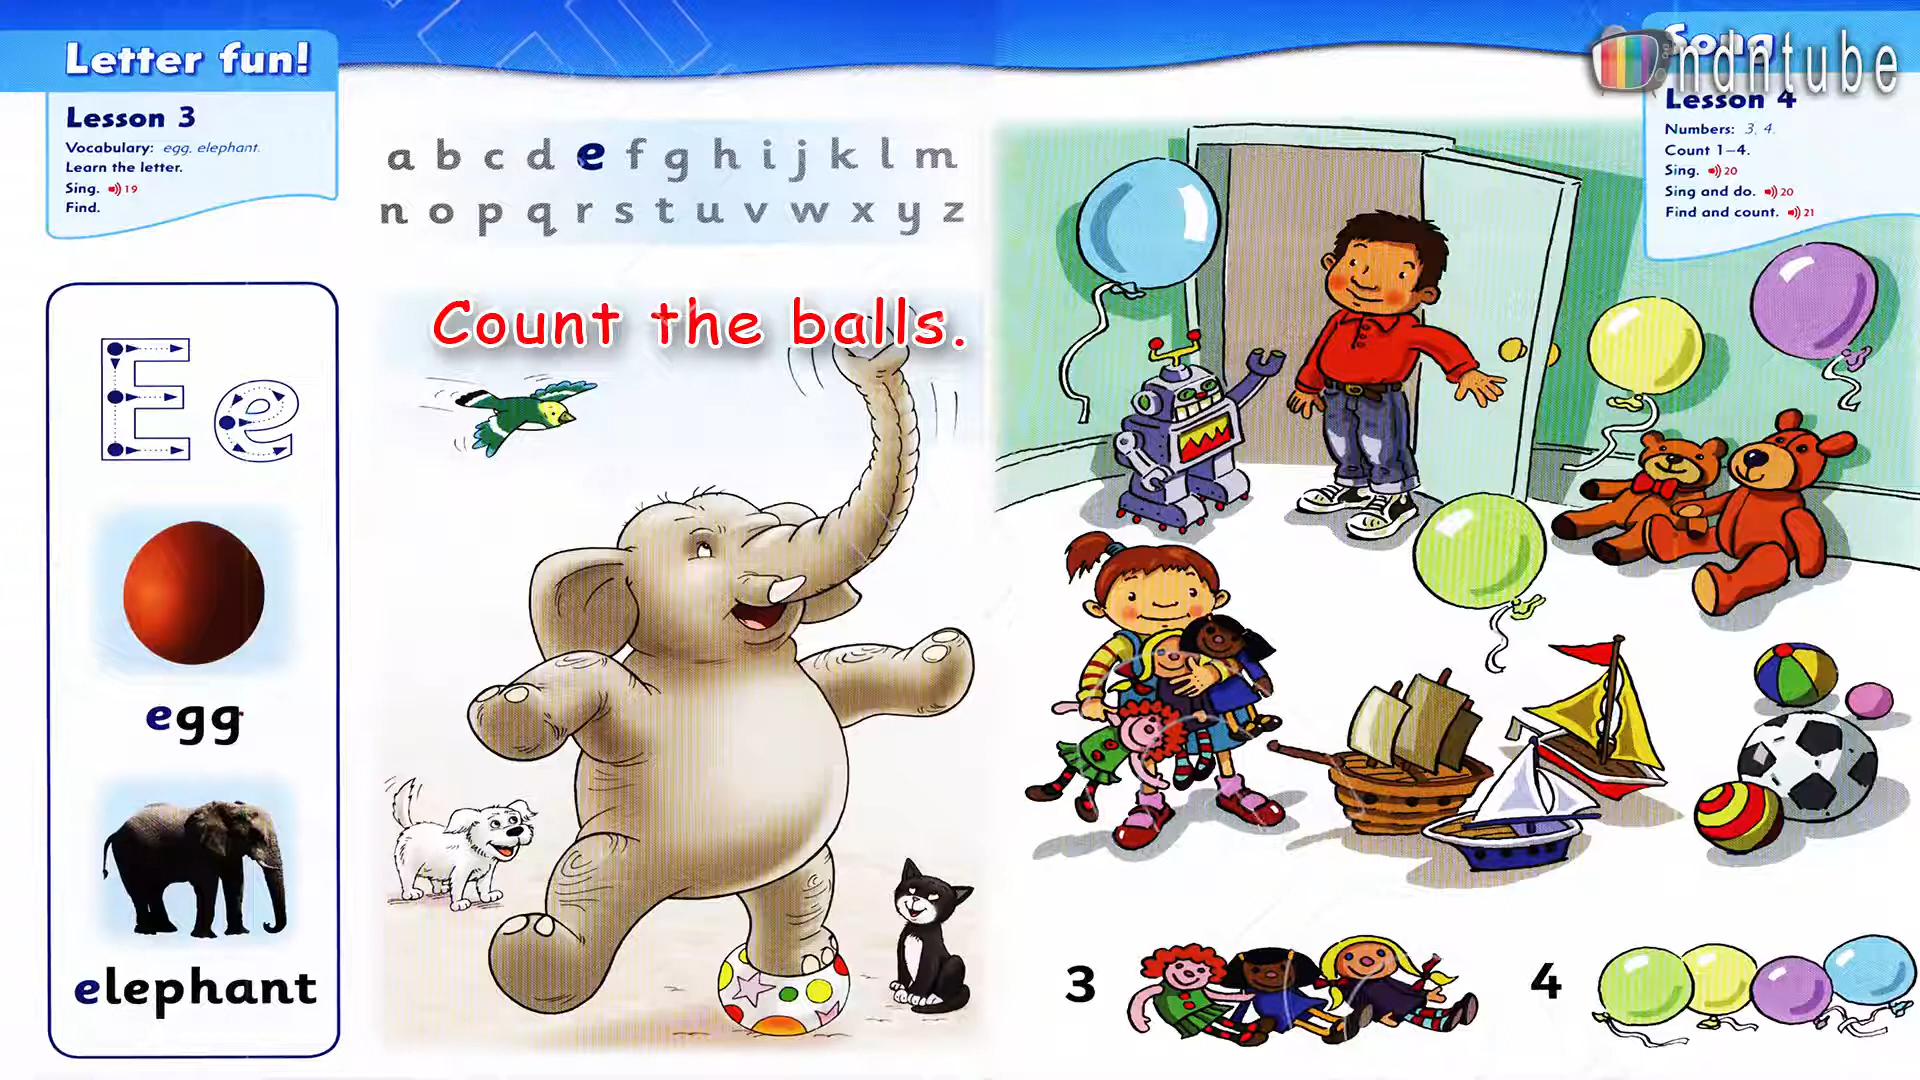 Letter fun!
Lesson 3
Vocabulary: egg, elephant.
Learn the letter.
Sing. 19
Find.
a b c d e f g h i j k l m
n o p q r s t u v w x y z
Count the balls.
E e
egg
elephant
Song
ndntube
Lesson 4
Numbers: 3, 4.
Count 1–4.
Sing. 20
Sing and do. 20
Find and count. 21
3
4